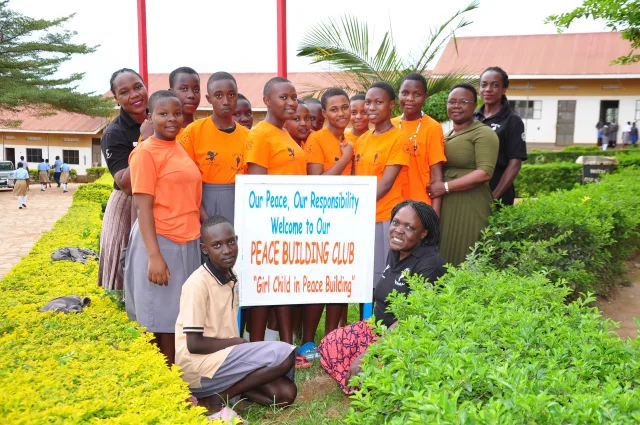 Our Peace, Our Responsibility
Welcome to Our
PEACE BUILDING CLUB
"Girl Child in Peace Building"